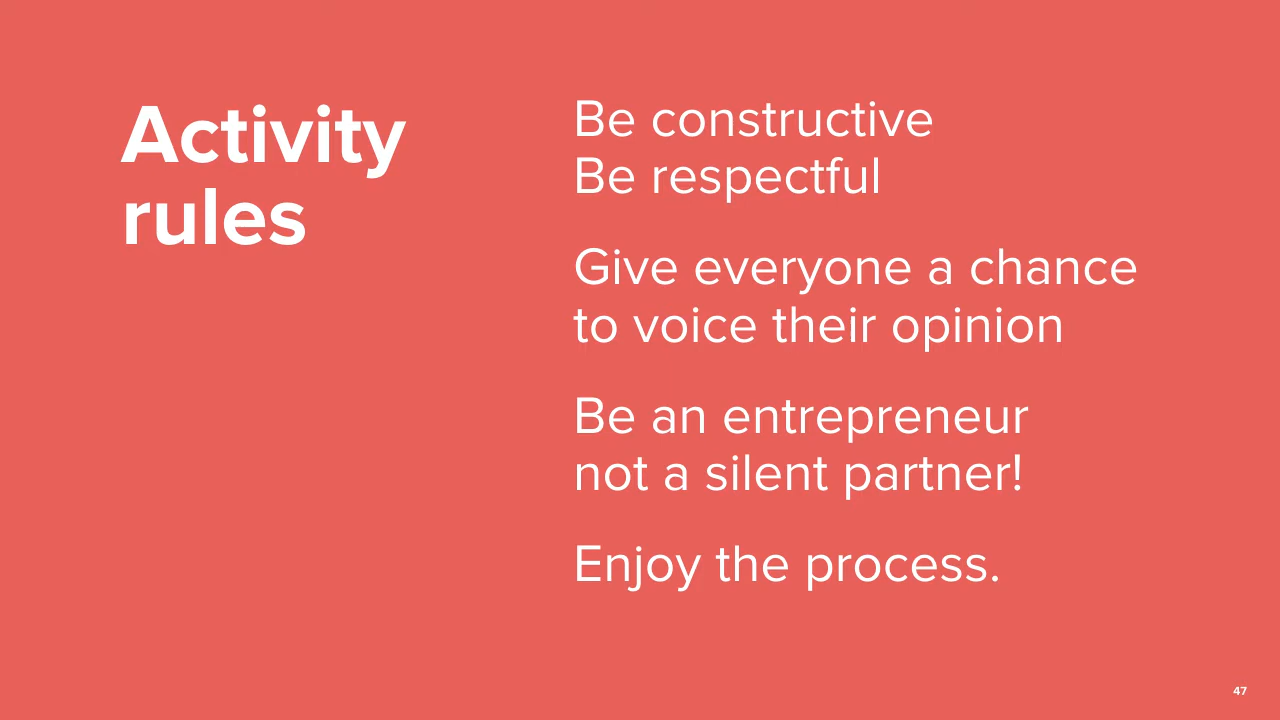 Activity
rules
Be constructive
Be respectful
Give everyone a chance
to voice their opinion
Be an entrepreneur
not a silent partner!
Enjoy the process.
47